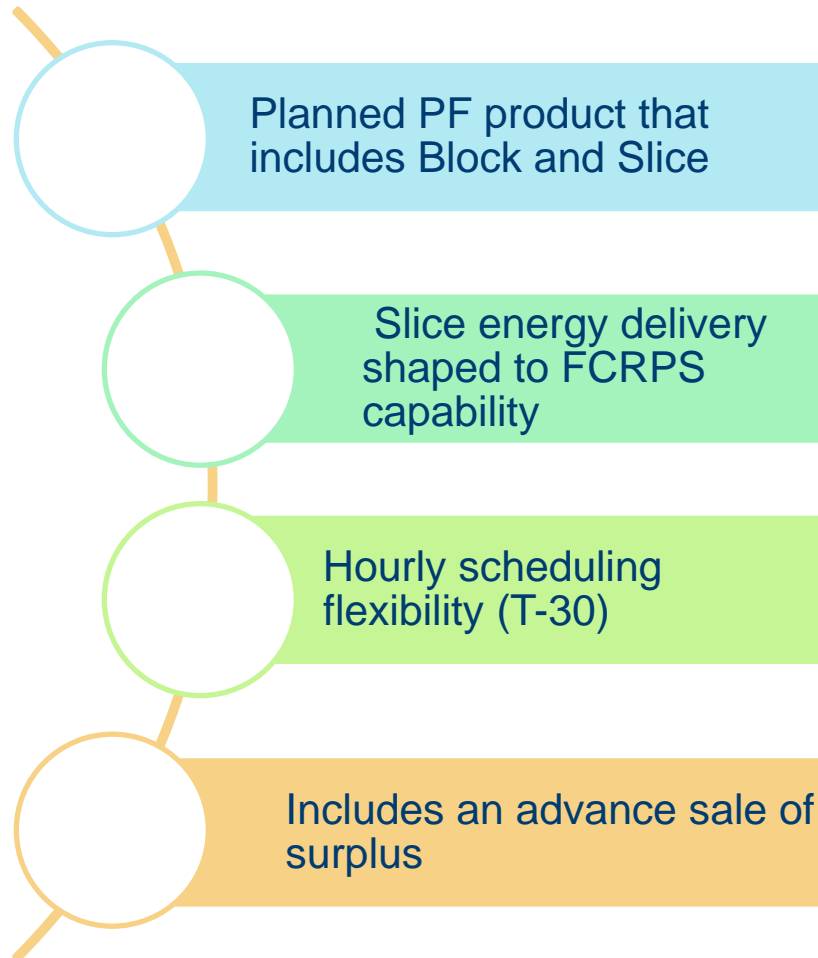 Planned PF product that
includes Block and Slice
Slice energy delivery
shaped to FCRPS
capability
Hourly scheduling
flexibility (T-30)
Includes an advance sale of
surplus